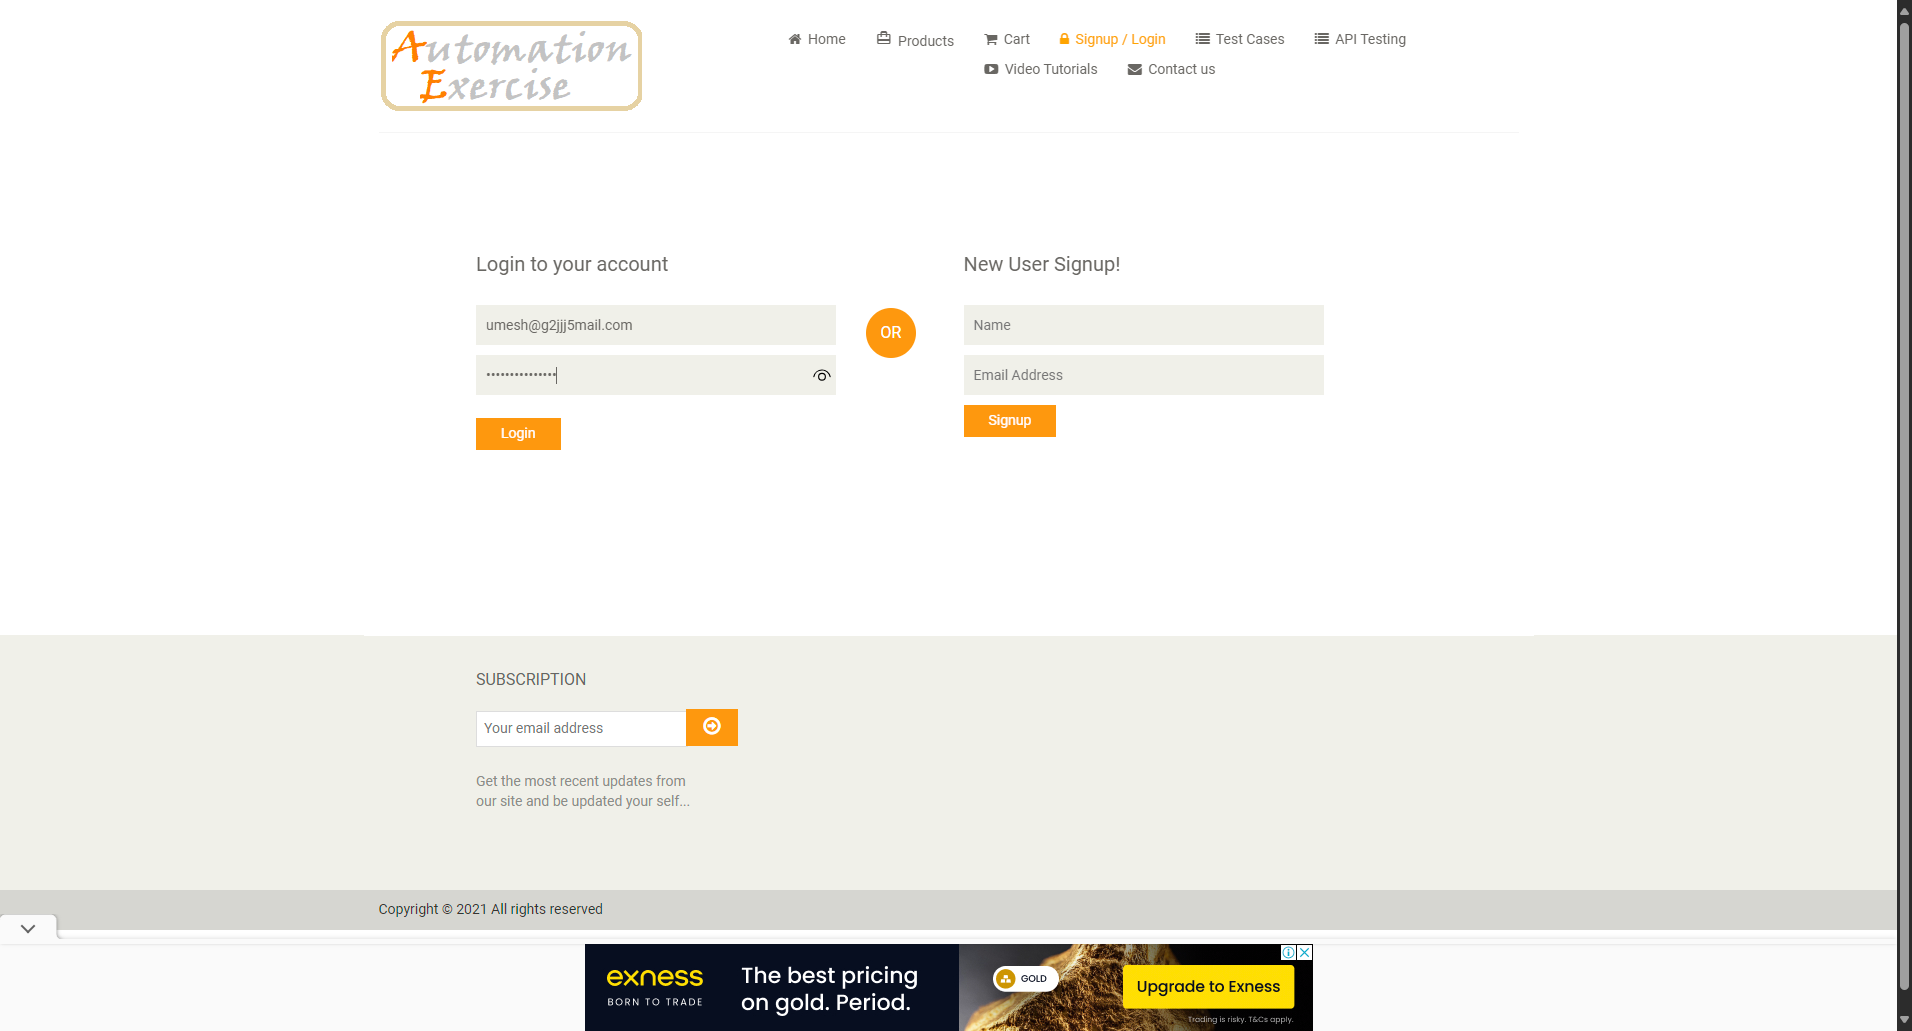 Automation
Exercise
Home
Products
Cart
Signup / Login
Test Cases
API Testing
Video Tutorials
Contact us
Login to your account
umesh@g2jjj5mail.com
•••••••••••••••
Login
OR
New User Signup!
Name
Email Address
Signup
SUBSCRIPTION
Your email address
Get the most recent updates from
our site and be updated your self...
Copyright © 2021 All rights reserved
exness
BORN TO TRADE
The best pricing
on gold. Period.
GOLD
Upgrade to Exness
Trading is risky. T&Cs apply.